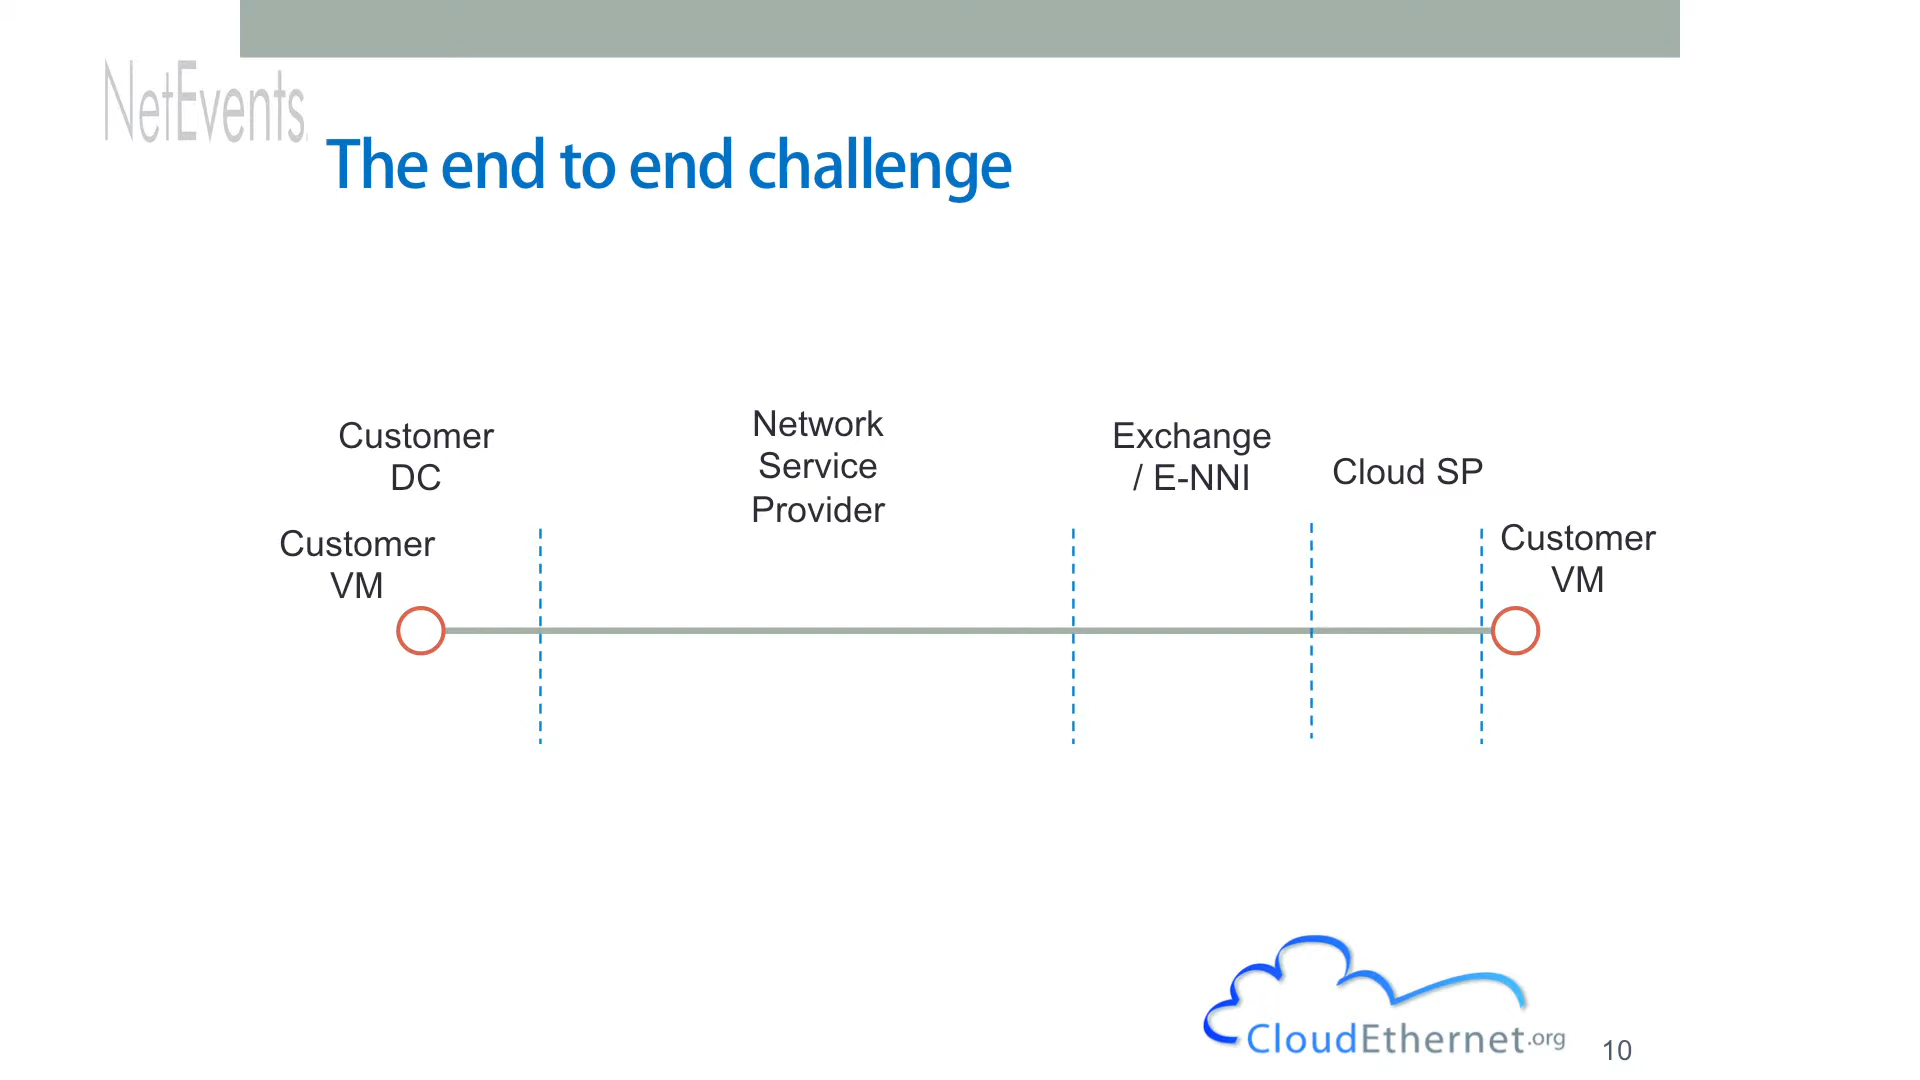 NetEvents
The end to end challenge
Customer
DC
Network
Service
Provider
Exchange
/ E-NNI
Cloud SP
Customer
VM
Customer
VM
CloudEthernet.org
10